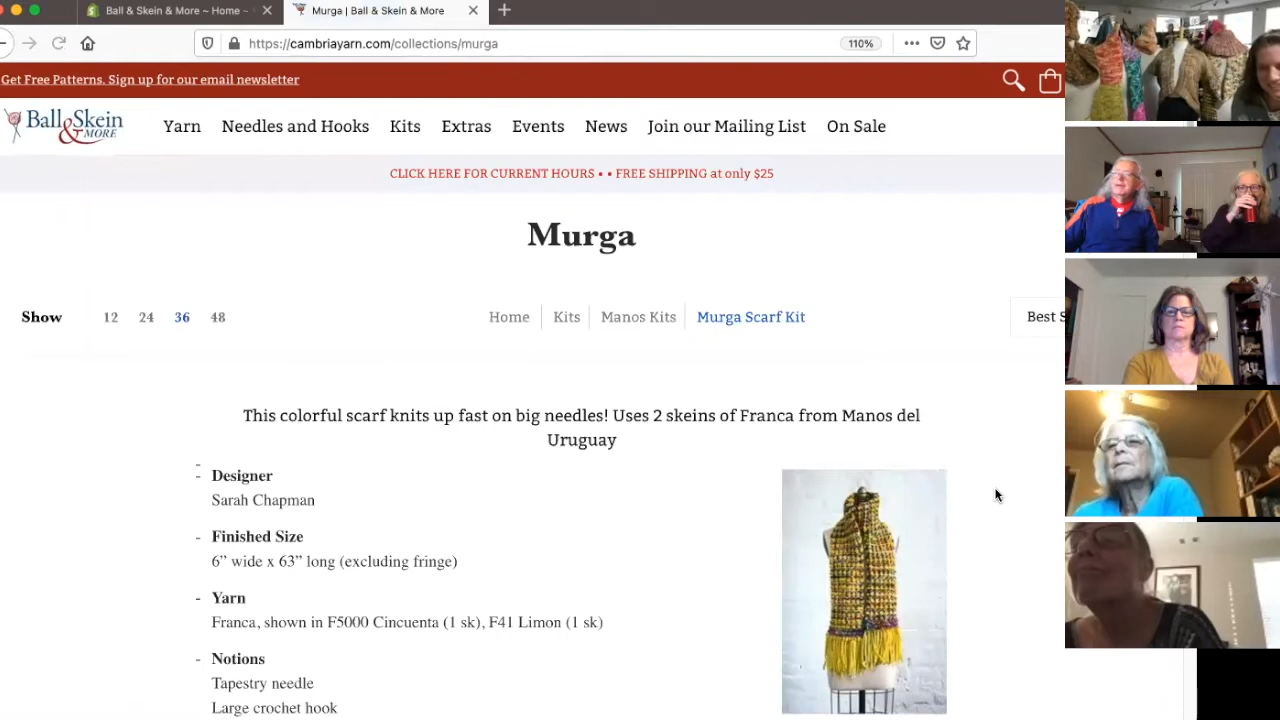 Ball & Skein & More ~ Home ~
Murga | Ball & Skein & More
https://cambriayarn.com/collections/murga
110%
Get Free Patterns. Sign up for our email newsletter
Ball & Skein
& MORE
Yarn Needles and Hooks Kits Extras Events News Join our Mailing List On Sale
CLICK HERE FOR CURRENT HOURS • • FREE SHIPPING at only $25
Murga
Show 12 24 36 48 Home Kits Manos Kits Murga Scarf Kit Best S
This colorful scarf knits up fast on big needles! Uses 2 skeins of Franca from Manos del
Uruguay
-
- Designer
Sarah Chapman
- Finished Size
6” wide x 63” long (excluding fringe)
- Yarn
Franca, shown in F5000 Cincuenta (1 sk), F41 Limon (1 sk)
- Notions
Tapestry needle
Large crochet hook